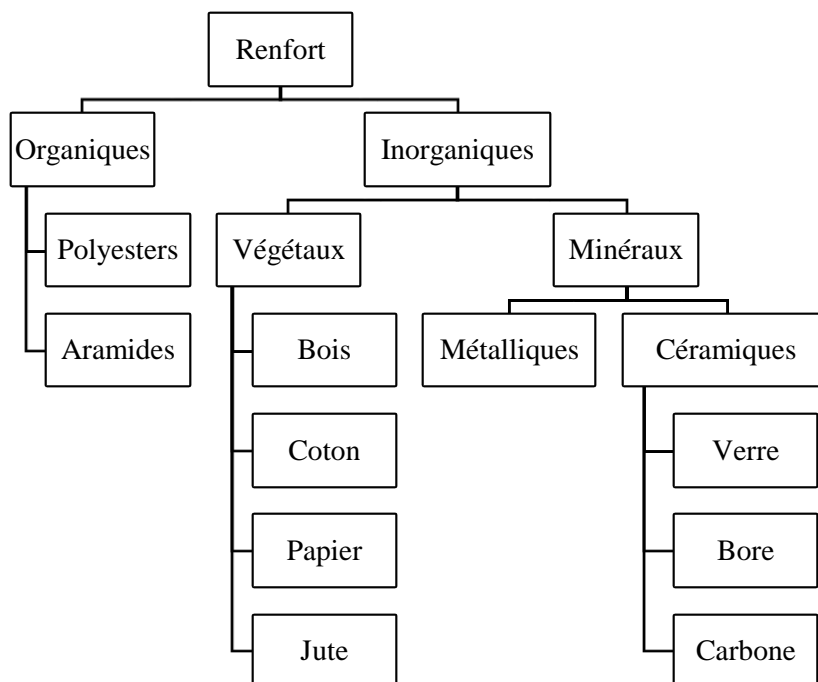 Renfort
Organiques
Inorganiques
Polyesters
Végétaux
Minéraux
Aramides
Bois
Métalliques
Céramiques
Coton
Verre
Papier
Bore
Jute
Carbone